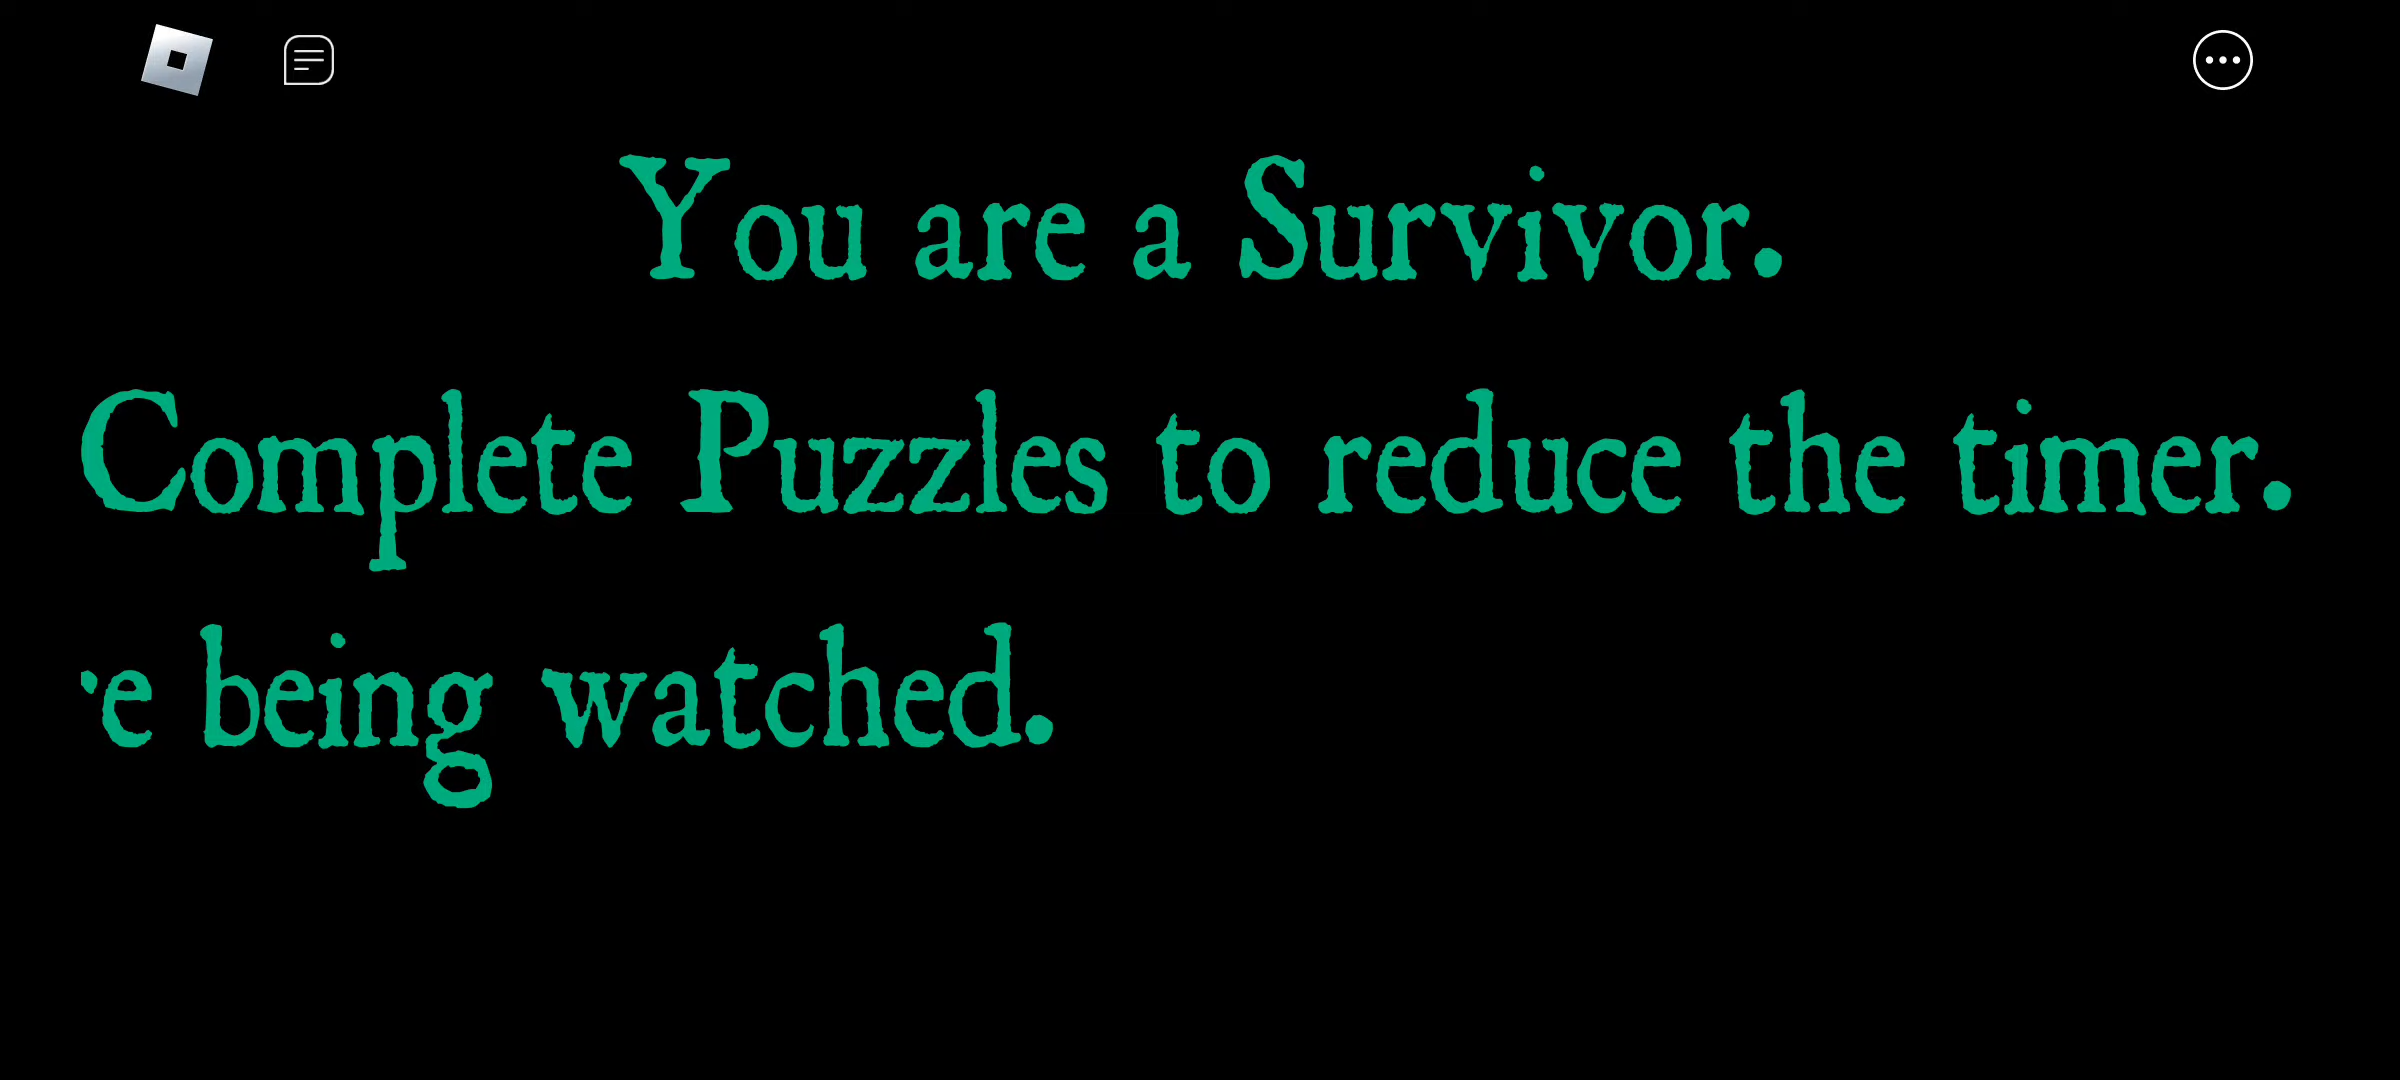 You are a Survivor.
Complete Puzzles to reduce the timer.
e being watched.